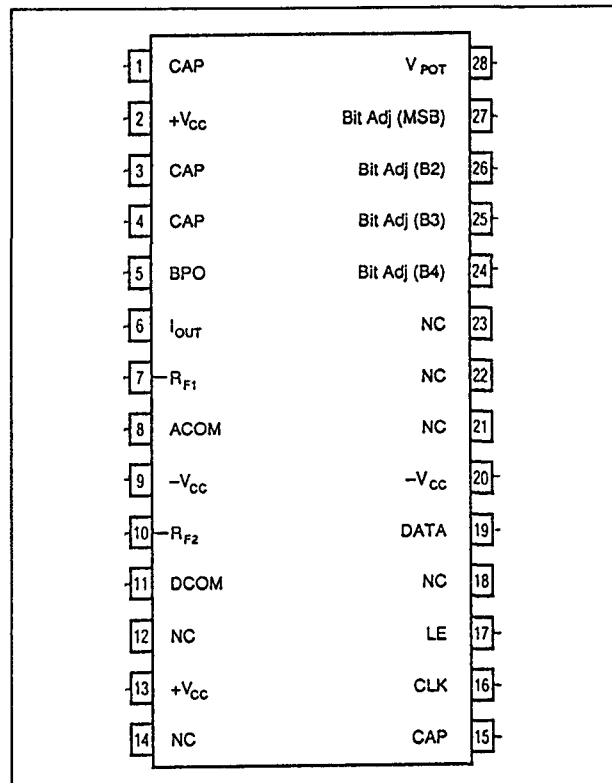 1 CAP V POT 28
2 +VCC Bit Adj (MSB) 27
3 CAP Bit Adj (B2) 26
4 CAP Bit Adj (B3) 25
5 BPO Bit Adj (B4) 24
6 IOUT NC 23
7 RF1 NC 22
8 ACOM NC 21
9 –VCC –VCC 20
10 RF2 DATA 19
11 DCOM NC 18
12 NC LE 17
13 +VCC CLK 16
14 NC CAP 15